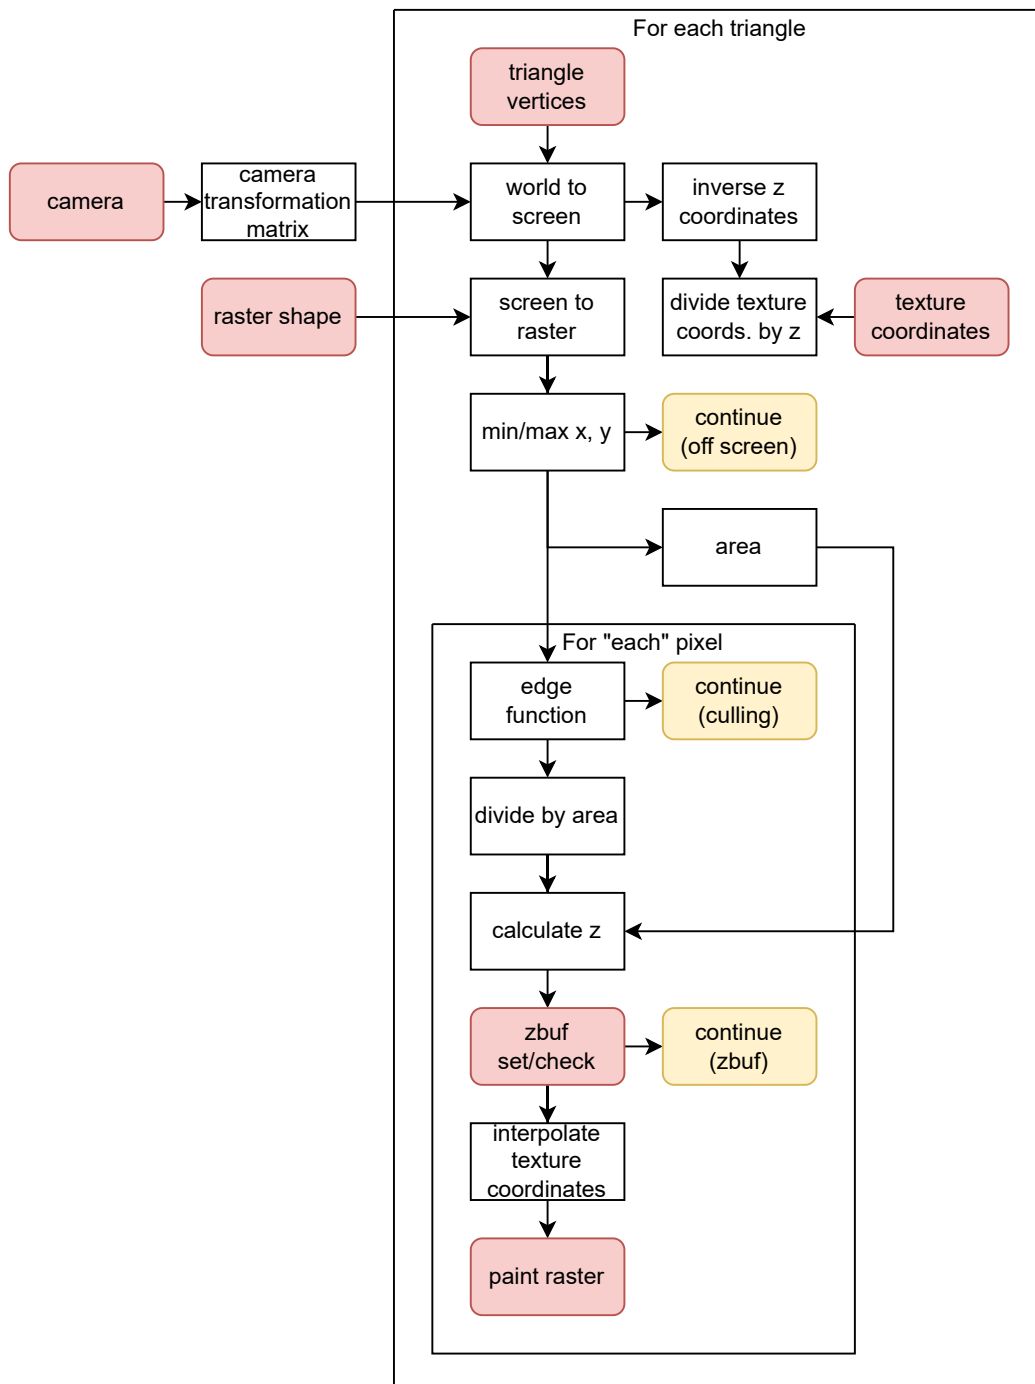 For each triangle
triangle
vertices
camera
camera
transformation
matrix
world to
screen
inverse z
coordinates
raster shape
screen to
raster
divide texture
coords. by z
texture
coordinates
min/max x, y
continue
(off screen)
area
For "each" pixel
edge
function
continue
(culling)
divide by area
calculate z
zbuf
set/check
continue
(zbuf)
interpolate
texture
coordinates
paint raster